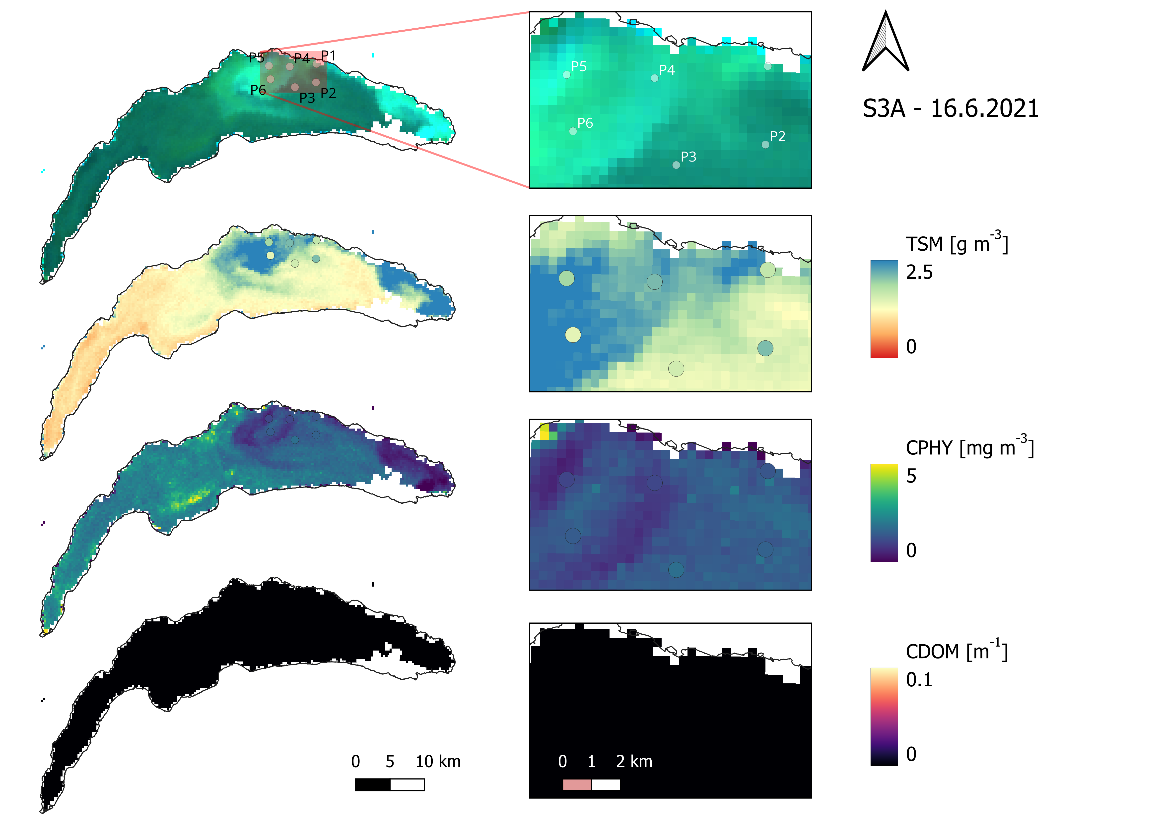 P5 P4 P1
P6 P3 P2
P5 P4
P6 P2
P3
S3A - 16.6.2021
TSM [g m⁻³]
2.5
0
CPHY [mg m⁻³]
5
0
CDOM [m⁻¹]
0.1
0
0 5 10 km
0 1 2 km